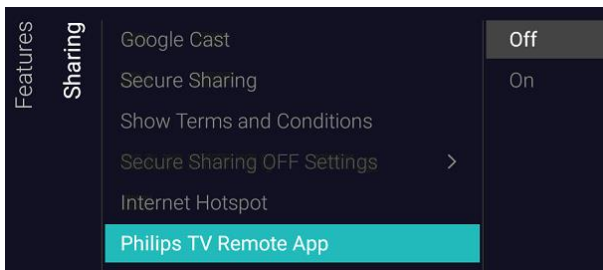 Features
Sharing
Google Cast
Secure Sharing
Show Terms and Conditions
Secure Sharing OFF Settings
Internet Hotspot
Philips TV Remote App
Off
On